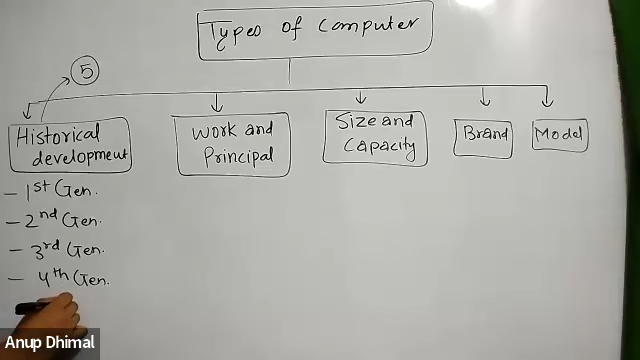 Types of Computer
5
Historical
development
Work and
Principal
Size and
Capacity
Brand
Model
- 1st Gen.
- 2nd Gen.
- 3rd Gen.
- 4th Gen.
Anup Dhimal